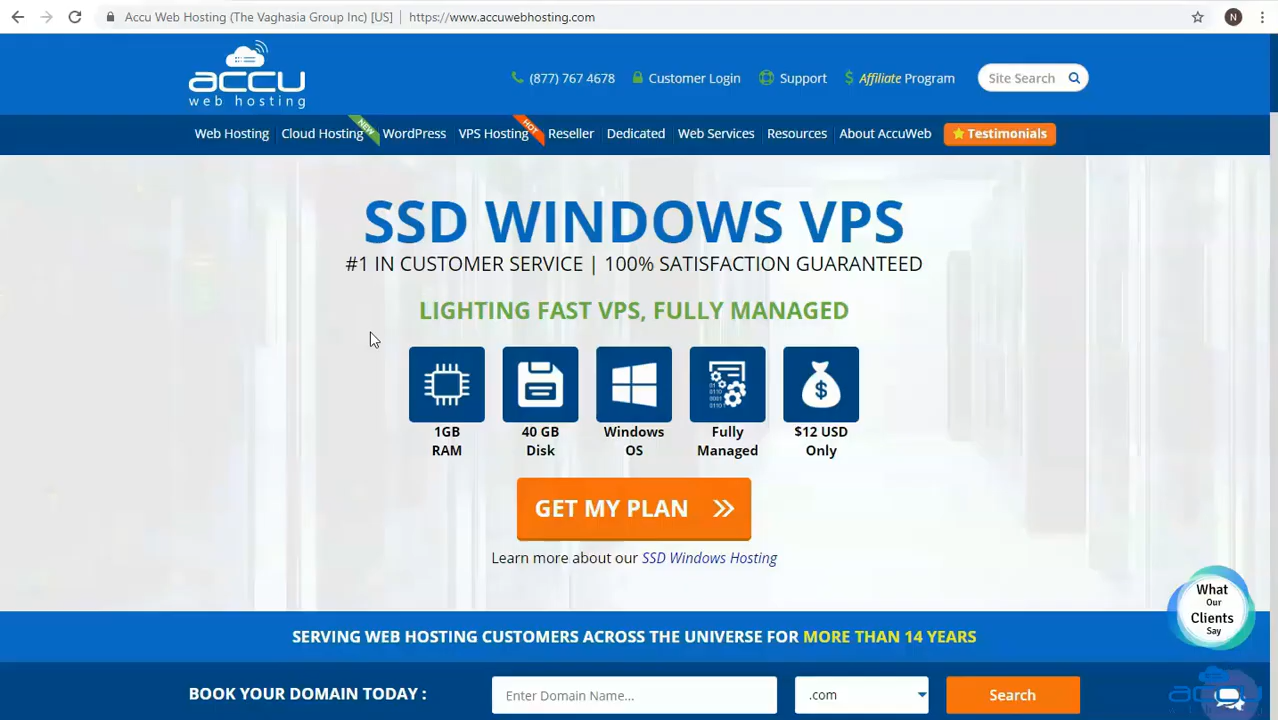 Accu Web Hosting (The Vaghasia Group Inc) [US] | https://www.accuwebhosting.com N
accu
web hosting
(877) 767 4678 Customer Login Support $ Affiliate Program Site Search
NEW HOT
Web Hosting Cloud Hosting WordPress VPS Hosting Reseller Dedicated Web Services Resources About AccuWeb Testimonials
SSD WINDOWS VPS
#1 IN CUSTOMER SERVICE | 100% SATISFACTION GUARANTEED
LIGHTING FAST VPS, FULLY MANAGED
1GB 40 GB Windows Fully $12 USD
RAM Disk OS Managed Only
GET MY PLAN
Learn more about our SSD Windows Hosting
What
Our
Clients
Say
SERVING WEB HOSTING CUSTOMERS ACROSS THE UNIVERSE FOR MORE THAN 14 YEARS
BOOK YOUR DOMAIN TODAY : Enter Domain Name... .com Search